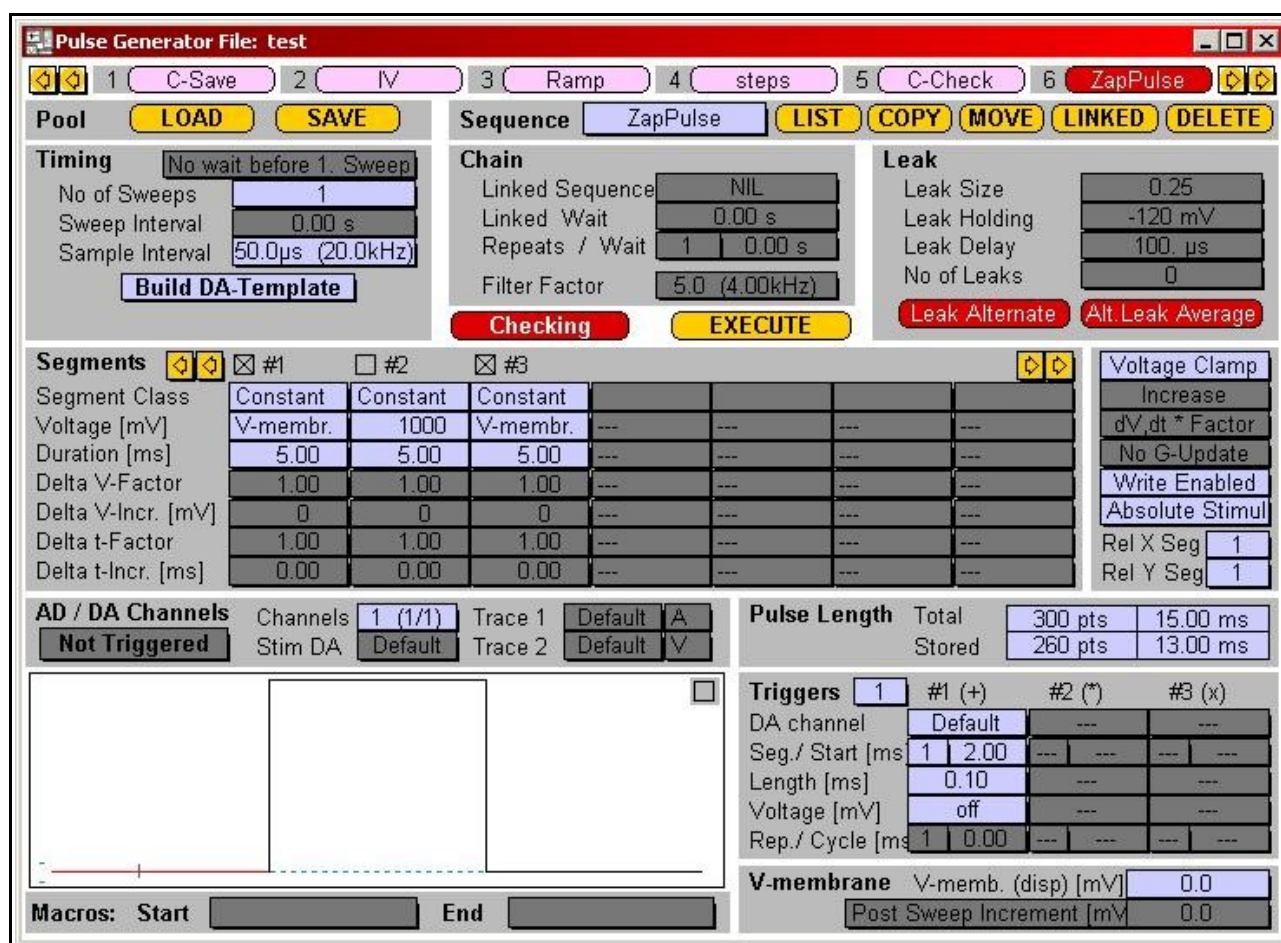 Pulse Generator File: test
1 C-Save 2 IV 3 Ramp 4 steps 5 C-Check 6 ZapPulse
Pool LOAD SAVE Sequence ZapPulse LIST COPY MOVE LINKED DELETE
Timing No wait before 1. Sweep
No of Sweeps 1
Sweep Interval 0.00 s
Sample Interval 50.0µs (20.0kHz)
Build DA-Template
Chain
Linked Sequence NIL
Linked Wait 0.00 s
Repeats / Wait 1 0.00 s
Filter Factor 5.0 (4.00kHz)
Checking EXECUTE
Leak
Leak Size 0.25
Leak Holding -120 mV
Leak Delay 100. µs
No of Leaks 0
Leak Alternate Alt.Leak Average
Segments #1 #2 #3
Segment Class Constant Constant Constant
Voltage [mV] V-membr. 1000 V-membr. --- --- --- ---
Duration [ms] 5.00 5.00 5.00 --- --- --- ---
Delta V-Factor 1.00 1.00 1.00 --- --- --- ---
Delta V-Incr. [mV] 0 0 0 --- --- --- ---
Delta t-Factor 1.00 1.00 1.00 --- --- --- ---
Delta t-Incr. [ms] 0.00 0.00 0.00 --- --- --- ---
Voltage Clamp
Increase
dV,dt * Factor
No G-Update
Write Enabled
Absolute Stimul
Rel X Seg 1
Rel Y Seg 1
AD / DA Channels Channels 1 (1/1) Trace 1 Default A
Not Triggered Stim DA Default Trace 2 Default V
Pulse Length Total 300 pts 15.00 ms
Stored 260 pts 13.00 ms
Triggers 1 #1 (+) #2 (*) #3 (x)
DA channel Default --- ---
Seg./ Start [ms] 1 2.00 --- --- --- ---
Length [ms] 0.10 --- ---
Voltage [mV] off --- ---
Rep./ Cycle [ms 1 0.00 --- --- --- ---
V-membrane V-memb. (disp) [mV] 0.0
Post Sweep Increment [mV 0.0
Macros: Start End